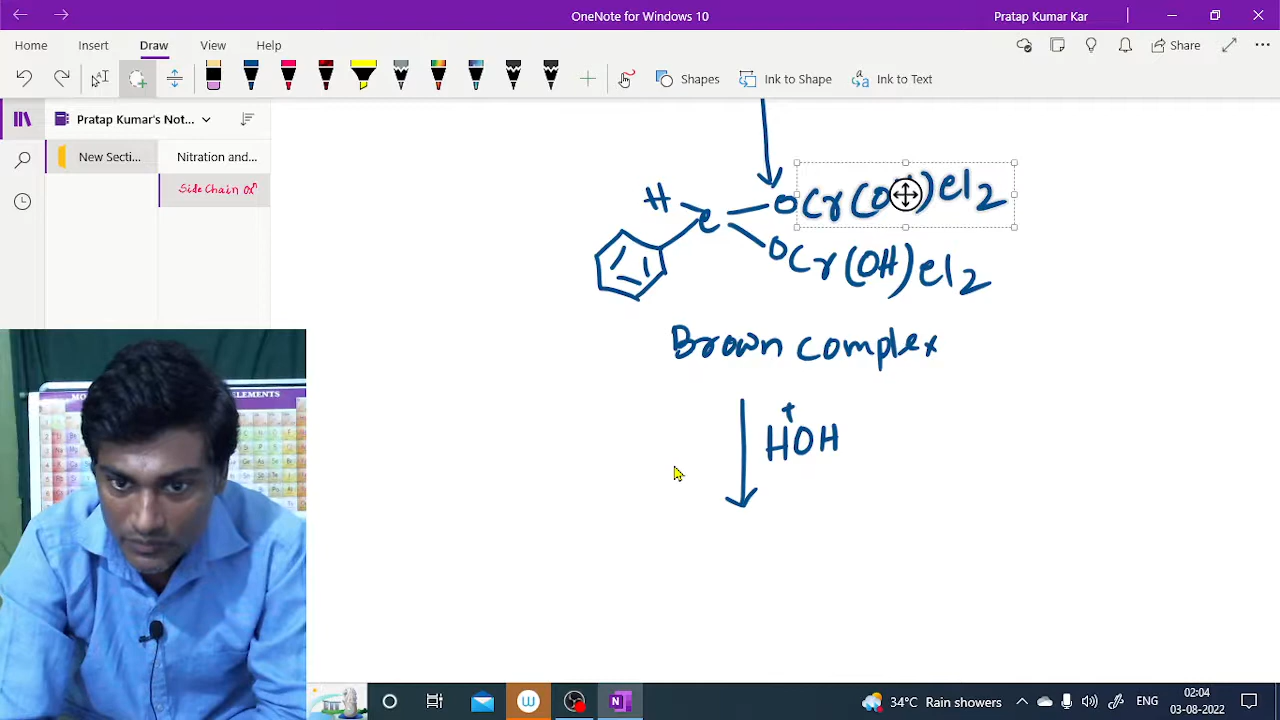 OneNote for Windows 10
Pratap Kumar Kar
Home Insert Draw View Help
Share
Shapes Ink to Shape Ink to Text
Pratap Kumar's Not...
New Secti... Nitration and...
Side Chain Oxⁿ
H
C
OCr(OH)Cl2
OCr(OH)Cl2
Brown complex
+
HOH
ELEMENTS
34°C Rain showers
ENG
02:04
03-08-2022